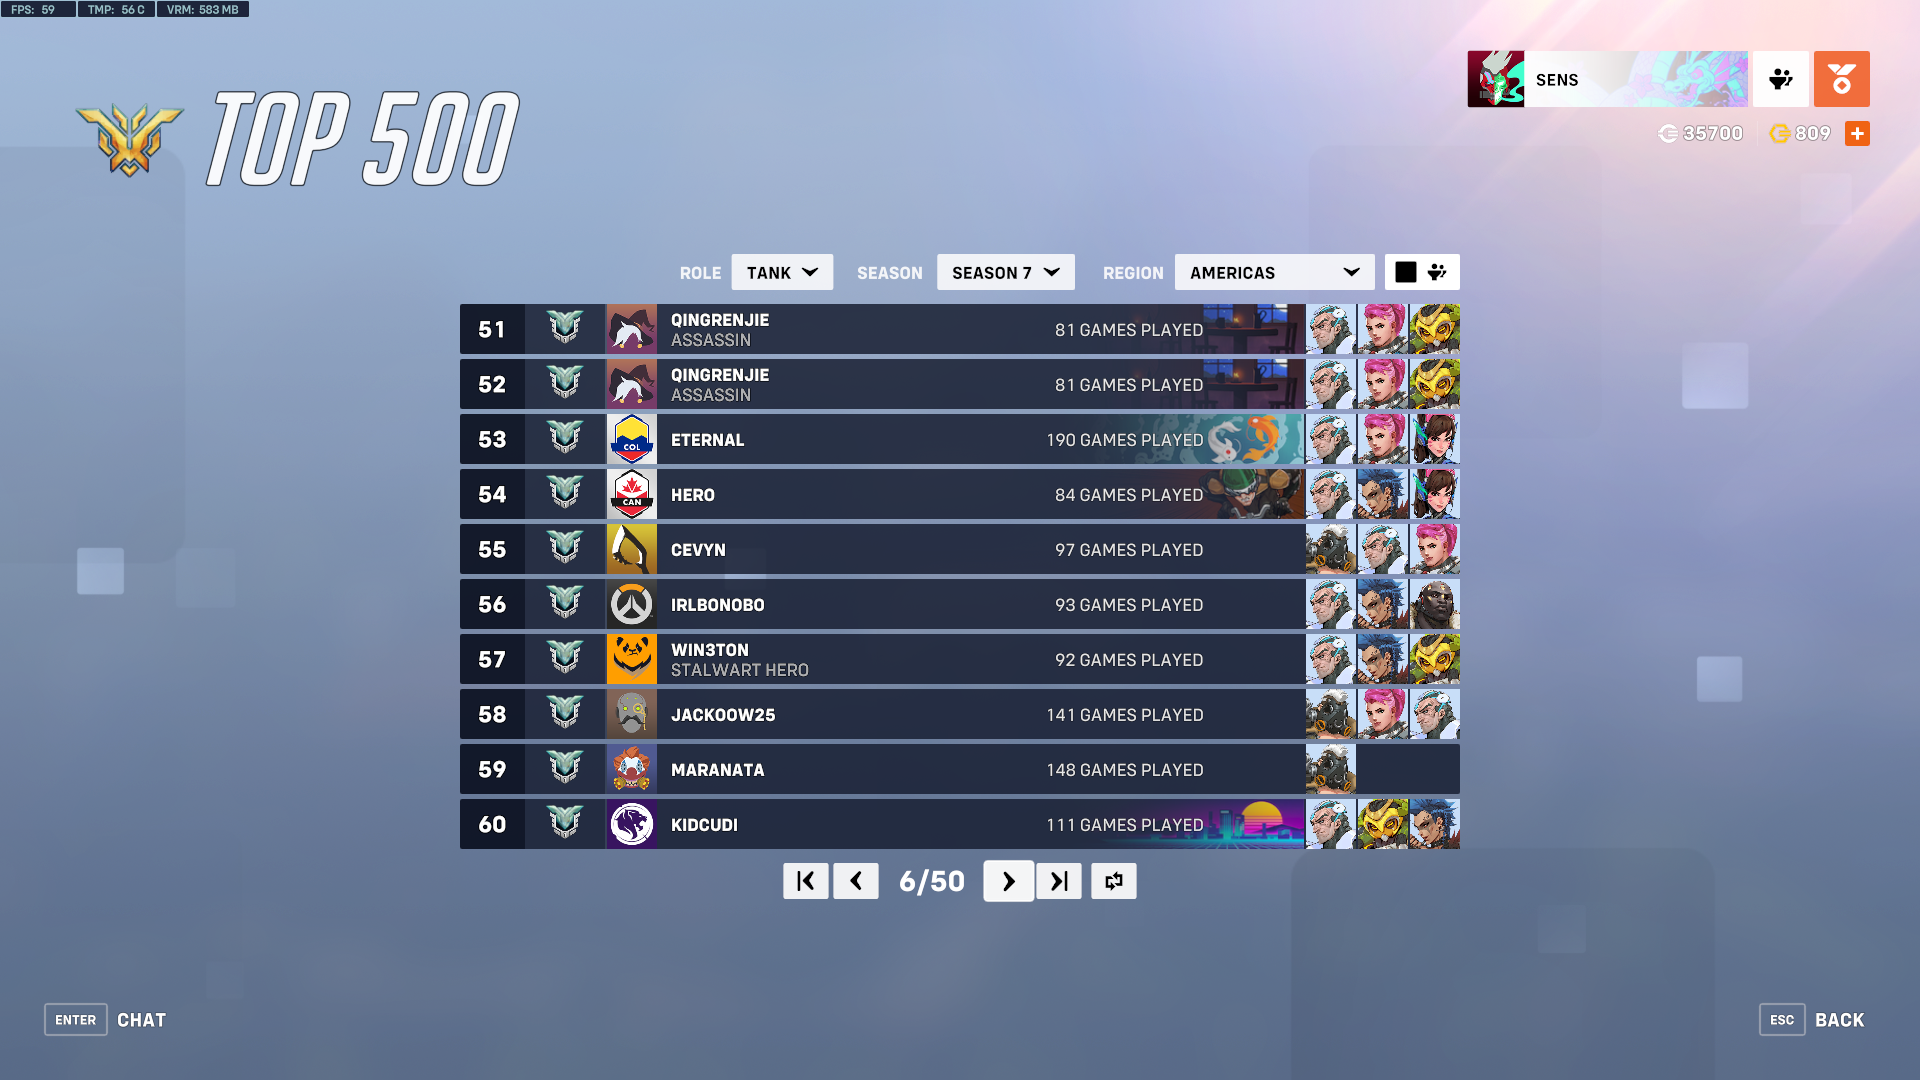 FPS: 59 TMP: 56 C VRM: 583 MB
TOP 500
SENS
35700 809 +
ROLE TANK SEASON SEASON 7 REGION AMERICAS
51 QINGRENJIE 81 GAMES PLAYED
ASSASSIN
52 QINGRENJIE 81 GAMES PLAYED
ASSASSIN
53 COL ETERNAL 190 GAMES PLAYED
54 CAN HERO 84 GAMES PLAYED
55 CEVYN 97 GAMES PLAYED
56 IRLBONOBO 93 GAMES PLAYED
57 WIN3TON 92 GAMES PLAYED
STALWART HERO
58 JACKOOW25 141 GAMES PLAYED
59 MARANATA 148 GAMES PLAYED
60 KIDCUDI 111 GAMES PLAYED
6/50
ENTER CHAT
ESC BACK